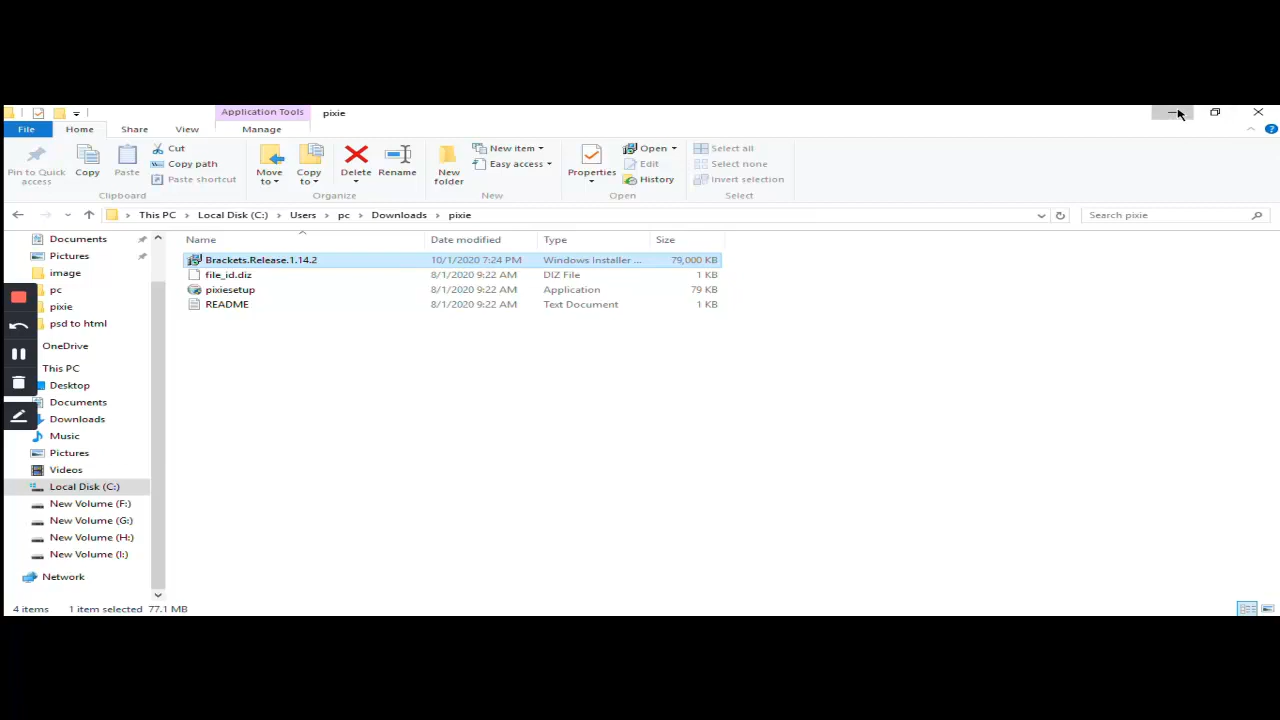 Application Tools pixie
File Home Share View Manage
Pin to Quick access Copy Paste Cut Copy path Paste shortcut Clipboard
Move to Copy to Delete Rename Organize
New folder New item Easy access New
Properties Open Edit History Open
Select all Select none Invert selection Select
This PC Local Disk (C:) Users pc Downloads pixie Search pixie
Name Date modified Type Size
Brackets.Release.1.14.2 10/1/2020 7:24 PM Windows Installer ... 79,000 KB
file_id.diz 8/1/2020 9:22 AM DIZ File 1 KB
pixiesetup 8/1/2020 9:22 AM Application 79 KB
README 8/1/2020 9:22 AM Text Document 1 KB
Documents
Pictures
image
pc
pixie
psd to html
OneDrive
This PC
Desktop
Documents
Downloads
Music
Pictures
Videos
Local Disk (C:)
New Volume (F:)
New Volume (G:)
New Volume (H:)
New Volume (I:)
Network
4 items 1 item selected 77.1 MB